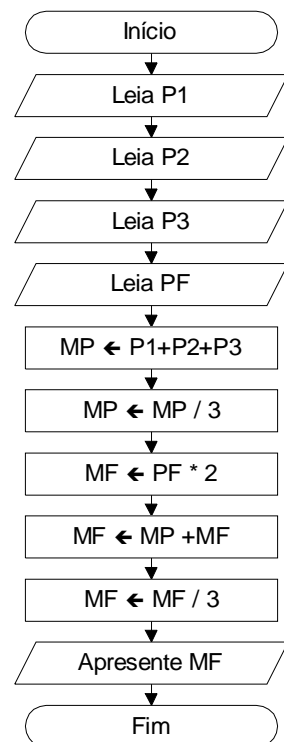 Início
Leia P1
Leia P2
Leia P3
Leia PF
MP 🡨 P1+P2+P3
MP 🡨 MP / 3
MF 🡨 PF * 2
MF 🡨 MP +MF
MF 🡨 MF / 3
Apresente MF
Fim